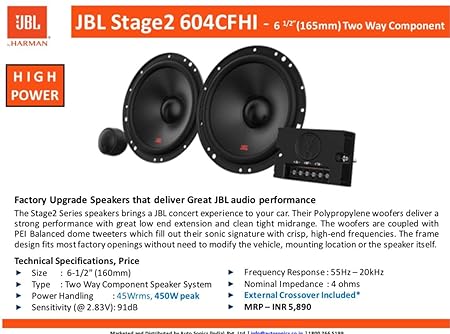 JBL
by HARMAN
JBL Stage2 604CFHI - 6 1/2”(165mm) Two Way Component
HIGH
POWER
JBL
JBL
Factory Upgrade Speakers that deliver Great JBL audio performance
The Stage2 Series speakers brings a JBL concert experience to your car. Their Polypropylene woofers deliver a
strong performance with great low end extension and clean tight midrange. The woofers are coupled with
PEI Balanced dome tweeters which fill out their sonic signature with crisp, high-end frequencies. The frame
design fits most factory openings without need to modify the vehicle, mounting location or the speaker itself.
Technical Specifications, Price
➢ Size : 6-1/2" (160mm)
➢ Type : Two Way Component Speaker System
➢ Power Handling : 45Wrms, 450W peak
➢ Sensitivity (@ 2.83V): 91dB
➢ Frequency Response : 55Hz – 20kHz
➢ Nominal Impedance : 4 ohms
➢ External Crossover Included*
➢ MRP – INR 5,890